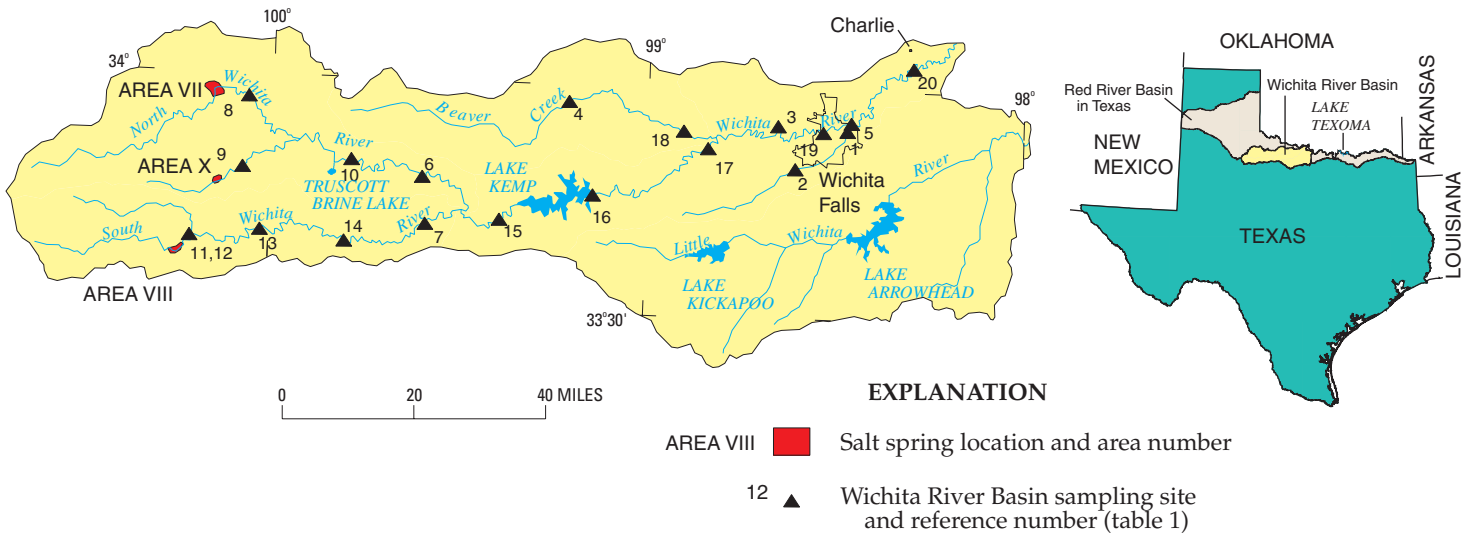 100°
34°
AREA VII
8
Wichita
North
River
9
AREA X
10
TRUSCOTT
BRINE LAKE
6
South
11,12
AREA VIII
Wichita
13
14
River
7
15
Beaver
Creek
4
99°
LAKE
KEMP
16
18
17
Wichita
3
River
19
5
1
2
Wichita
Falls
Charlie
20
98°
River
Little
Wichita
LAKE
KICKAPOO
LAKE
ARROWHEAD
33°30'
0
20
40 MILES
OKLAHOMA
Red River Basin
in Texas
Wichita River Basin
LAKE
TEXOMA
ARKANSAS
NEW
MEXICO
TEXAS
LOUISIANA
EXPLANATION
AREA VIII
Salt spring location and area number
12
Wichita River Basin sampling site
and reference number (table 1)